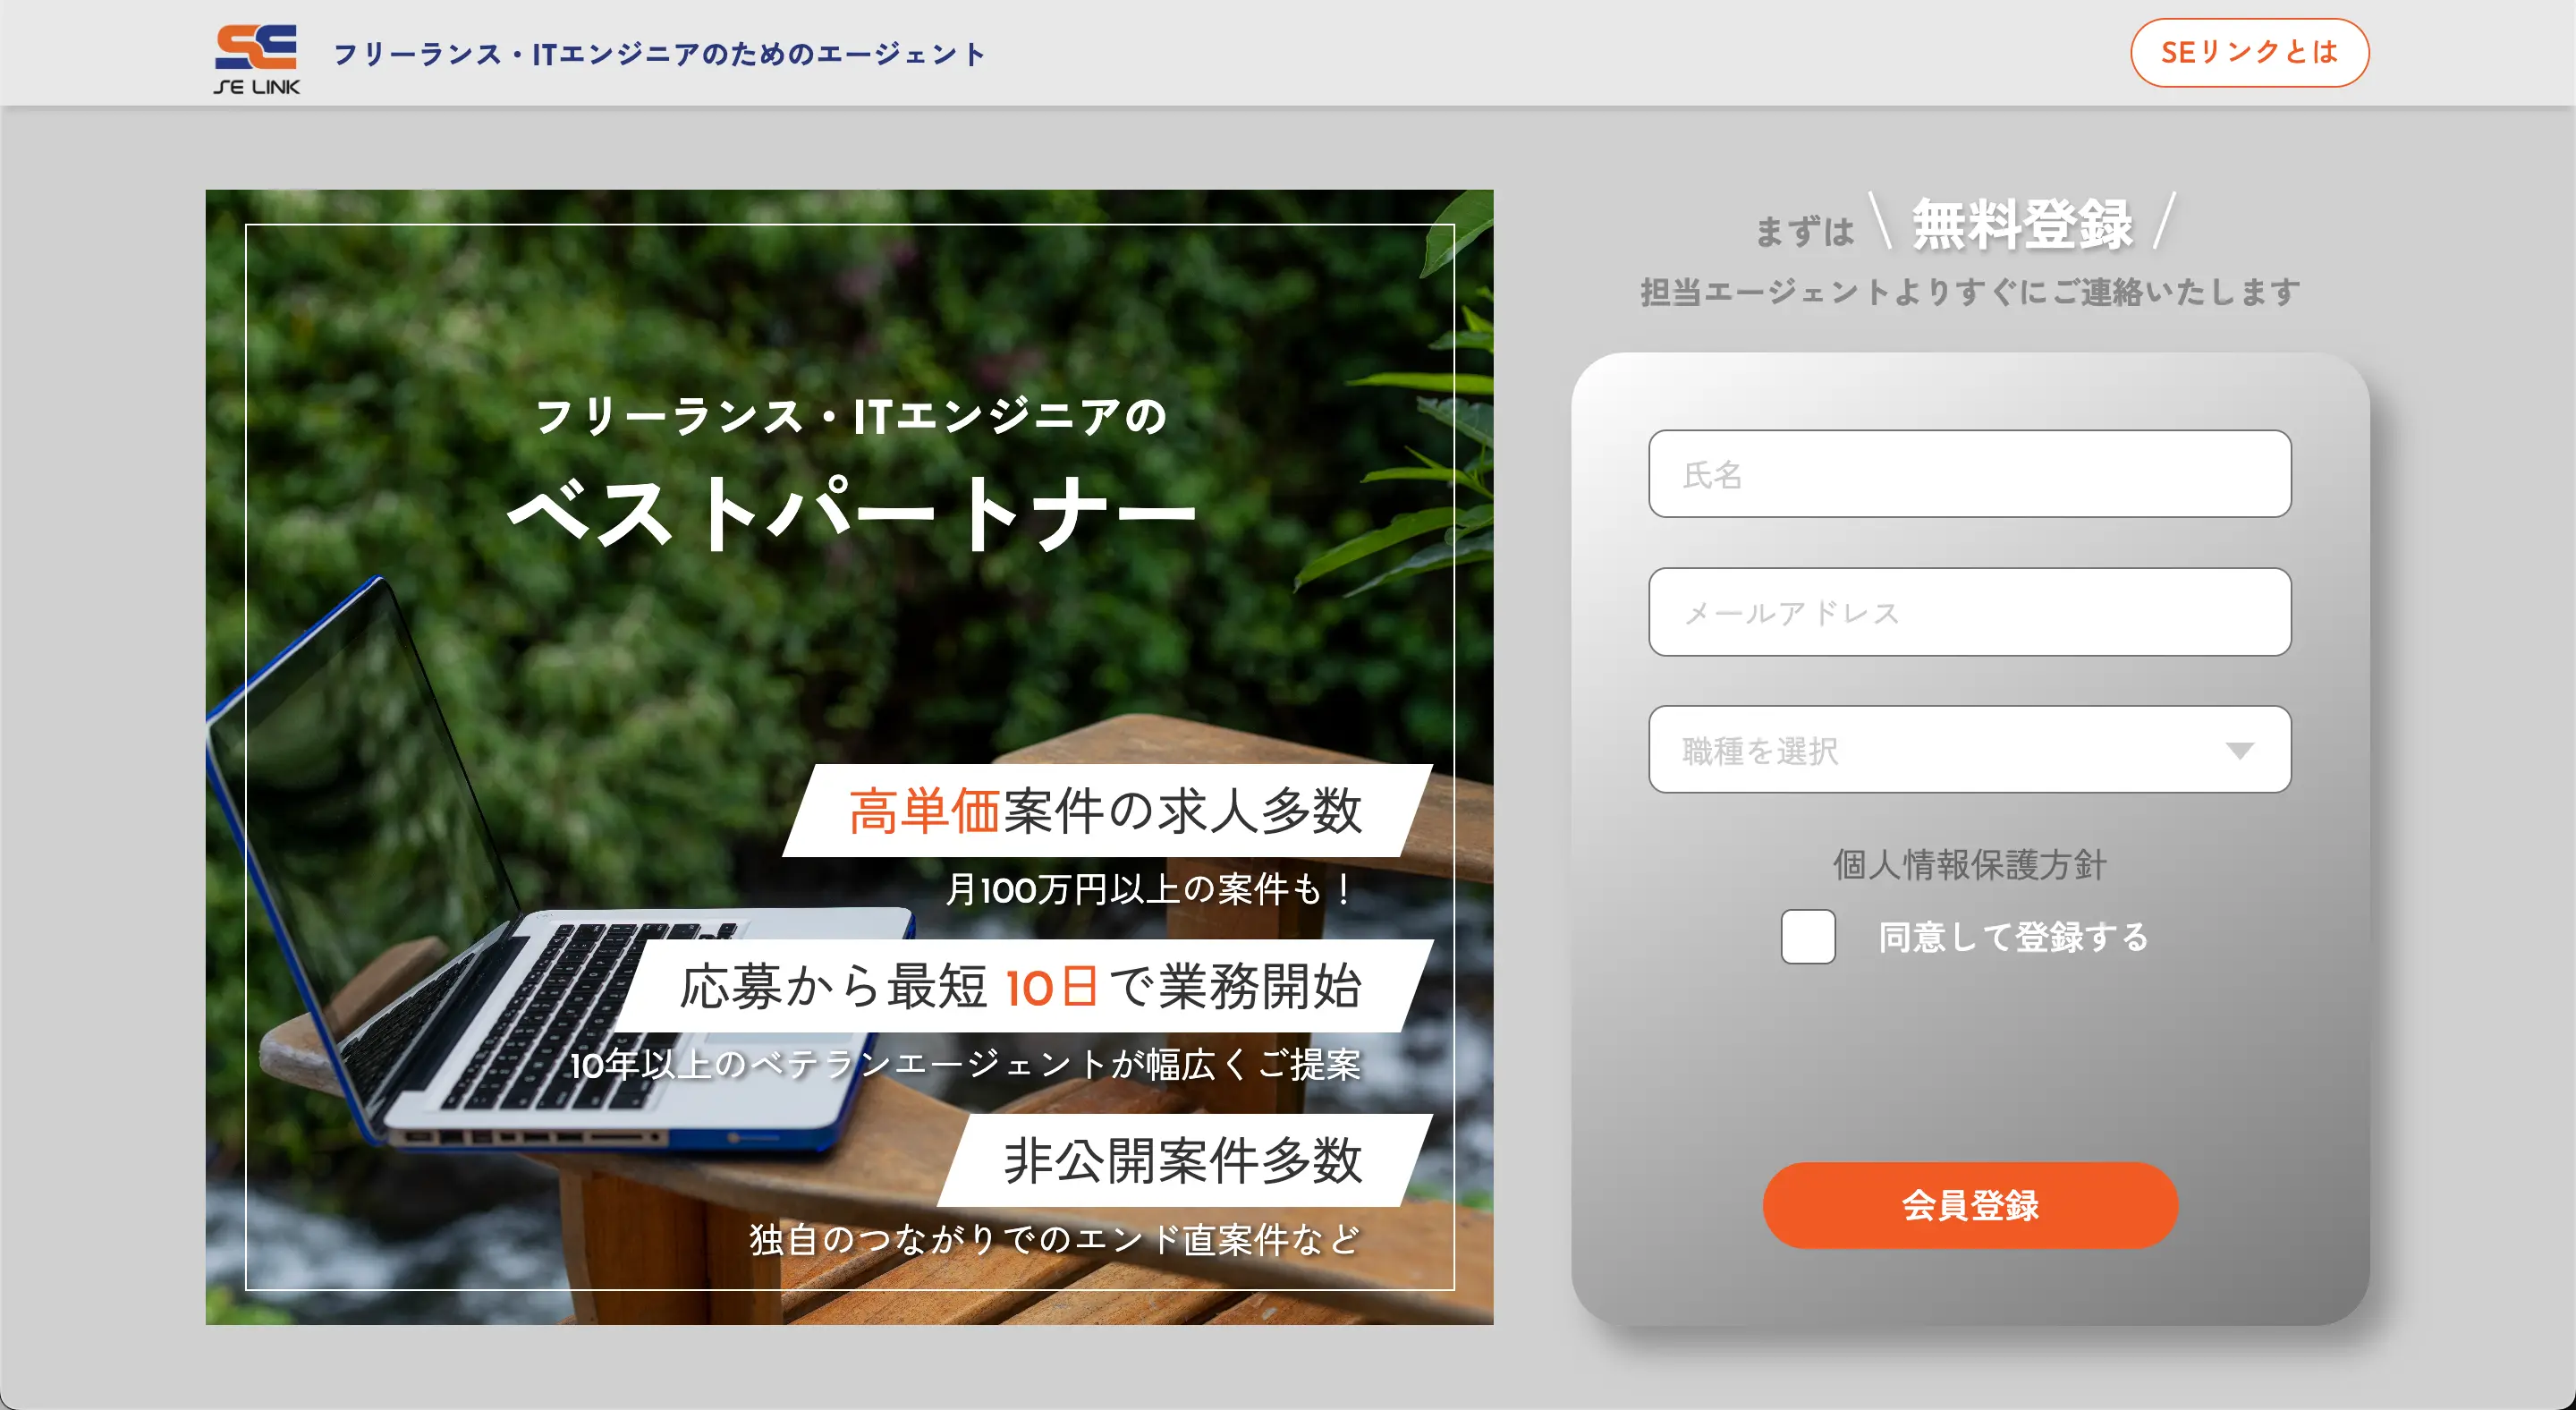 SE LINK
フリーランス・ITエンジニアのためのエージェント
SEリンクとは
フリーランス・ITエンジニアの
ベストパートナー
高単価案件の求人多数
月100万円以上の案件も!
応募から最短 10日で業務開始
10年以上のベテランエージェントが幅広くご提案
非公開案件多数
独自のつながりでのエンド直案件など
まずは \ 無料登録 /
担当エージェントよりすぐにご連絡いたします
氏名
メールアドレス
職種を選択
個人情報保護方針
同意して登録する
会員登録